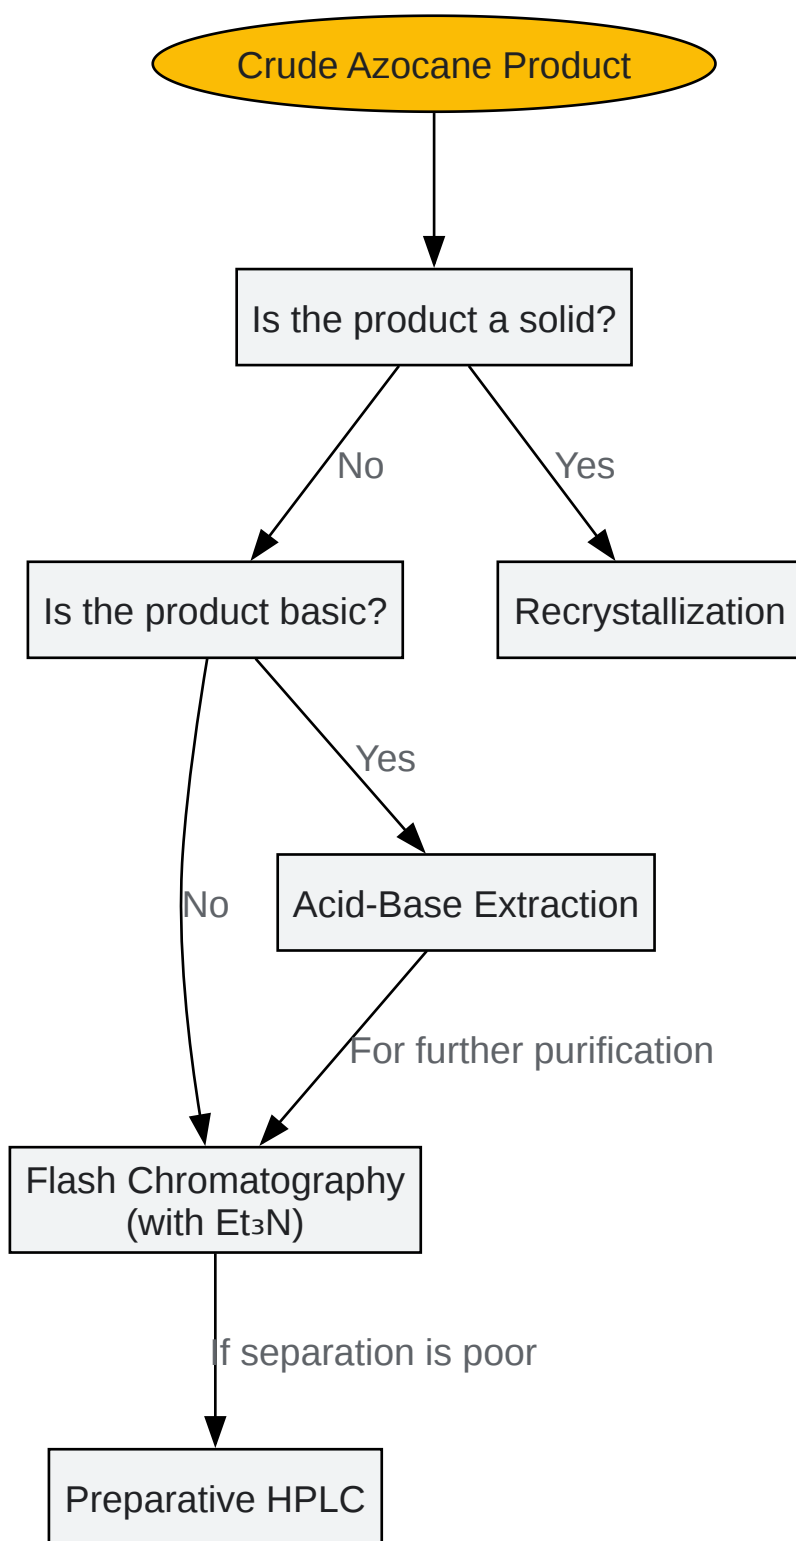 Crude Azocane Product
Is the product a solid?
No
Yes
Is the product basic?
Recrystallization
Yes
No
Acid-Base Extraction
For further purification
Flash Chromatography
(with Et₃N)
If separation is poor
Preparative HPLC